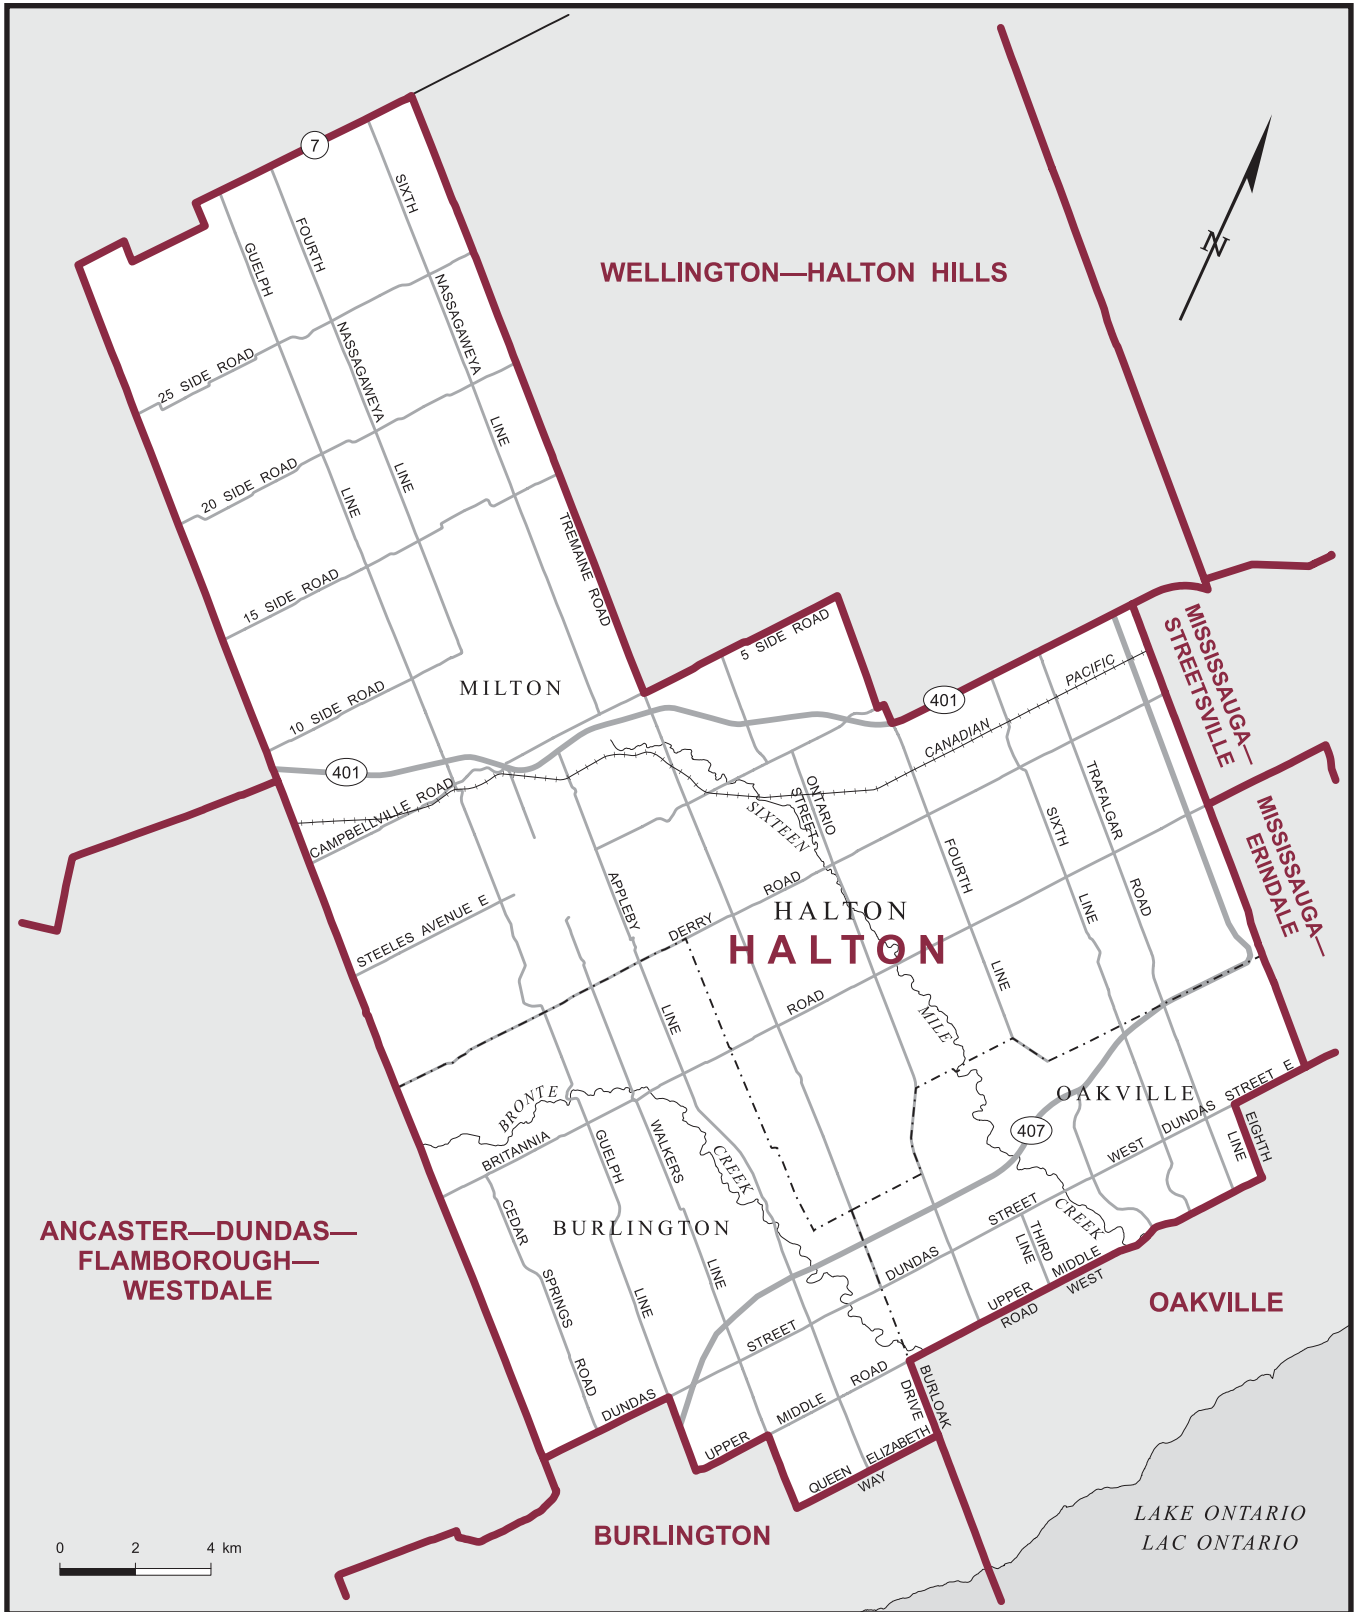 7
SIXTH
FOURTH
GUELPH
N
WELLINGTON—HALTON HILLS
NASSAGAWEYA
NASSAGAWEYA
25 SIDE ROAD
LINE
20 SIDE ROAD
LINE
LINE
TREMAINE ROAD
15 SIDE ROAD
5 SIDE ROAD
MISSISSAUGA—
STREETSVILLE
10 SIDE ROAD
MILTON
401
PACIFIC
CANADIAN
401
CAMPBELLVILLE ROAD
ONTARIO
STREET
SIXTEEN
TRAFALGAR
SIXTH
MISSISSAUGA—
ERINDALE
FOURTH
APPLEBY
ROAD
ROAD
LINE
STEELES AVENUE E
HALTON
HALTON
DERRY
LINE
ROAD
LINE
MILE
BRONTE
OAKVILLE
407
STREET E
DUNDAS
EIGHTH
LINE
WEST
BRITANNIA
GUELPH
WALKERS
CREEK
CEDAR
BURLINGTON
ANCASTER—DUNDAS—
FLAMBOROUGH—
WESTDALE
STREET
CREEK
THIRD
LINE
DUNDAS
MIDDLE
WEST
UPPER
ROAD
LINE
SPRINGS
LINE
OAKVILLE
STREET
ROAD
ROAD
BURLOAK
DRIVE
DUNDAS
MIDDLE
UPPER
ELIZABETH
QUEEN
WAY
LAKE ONTARIO
LAC ONTARIO
BURLINGTON
0 2 4 km